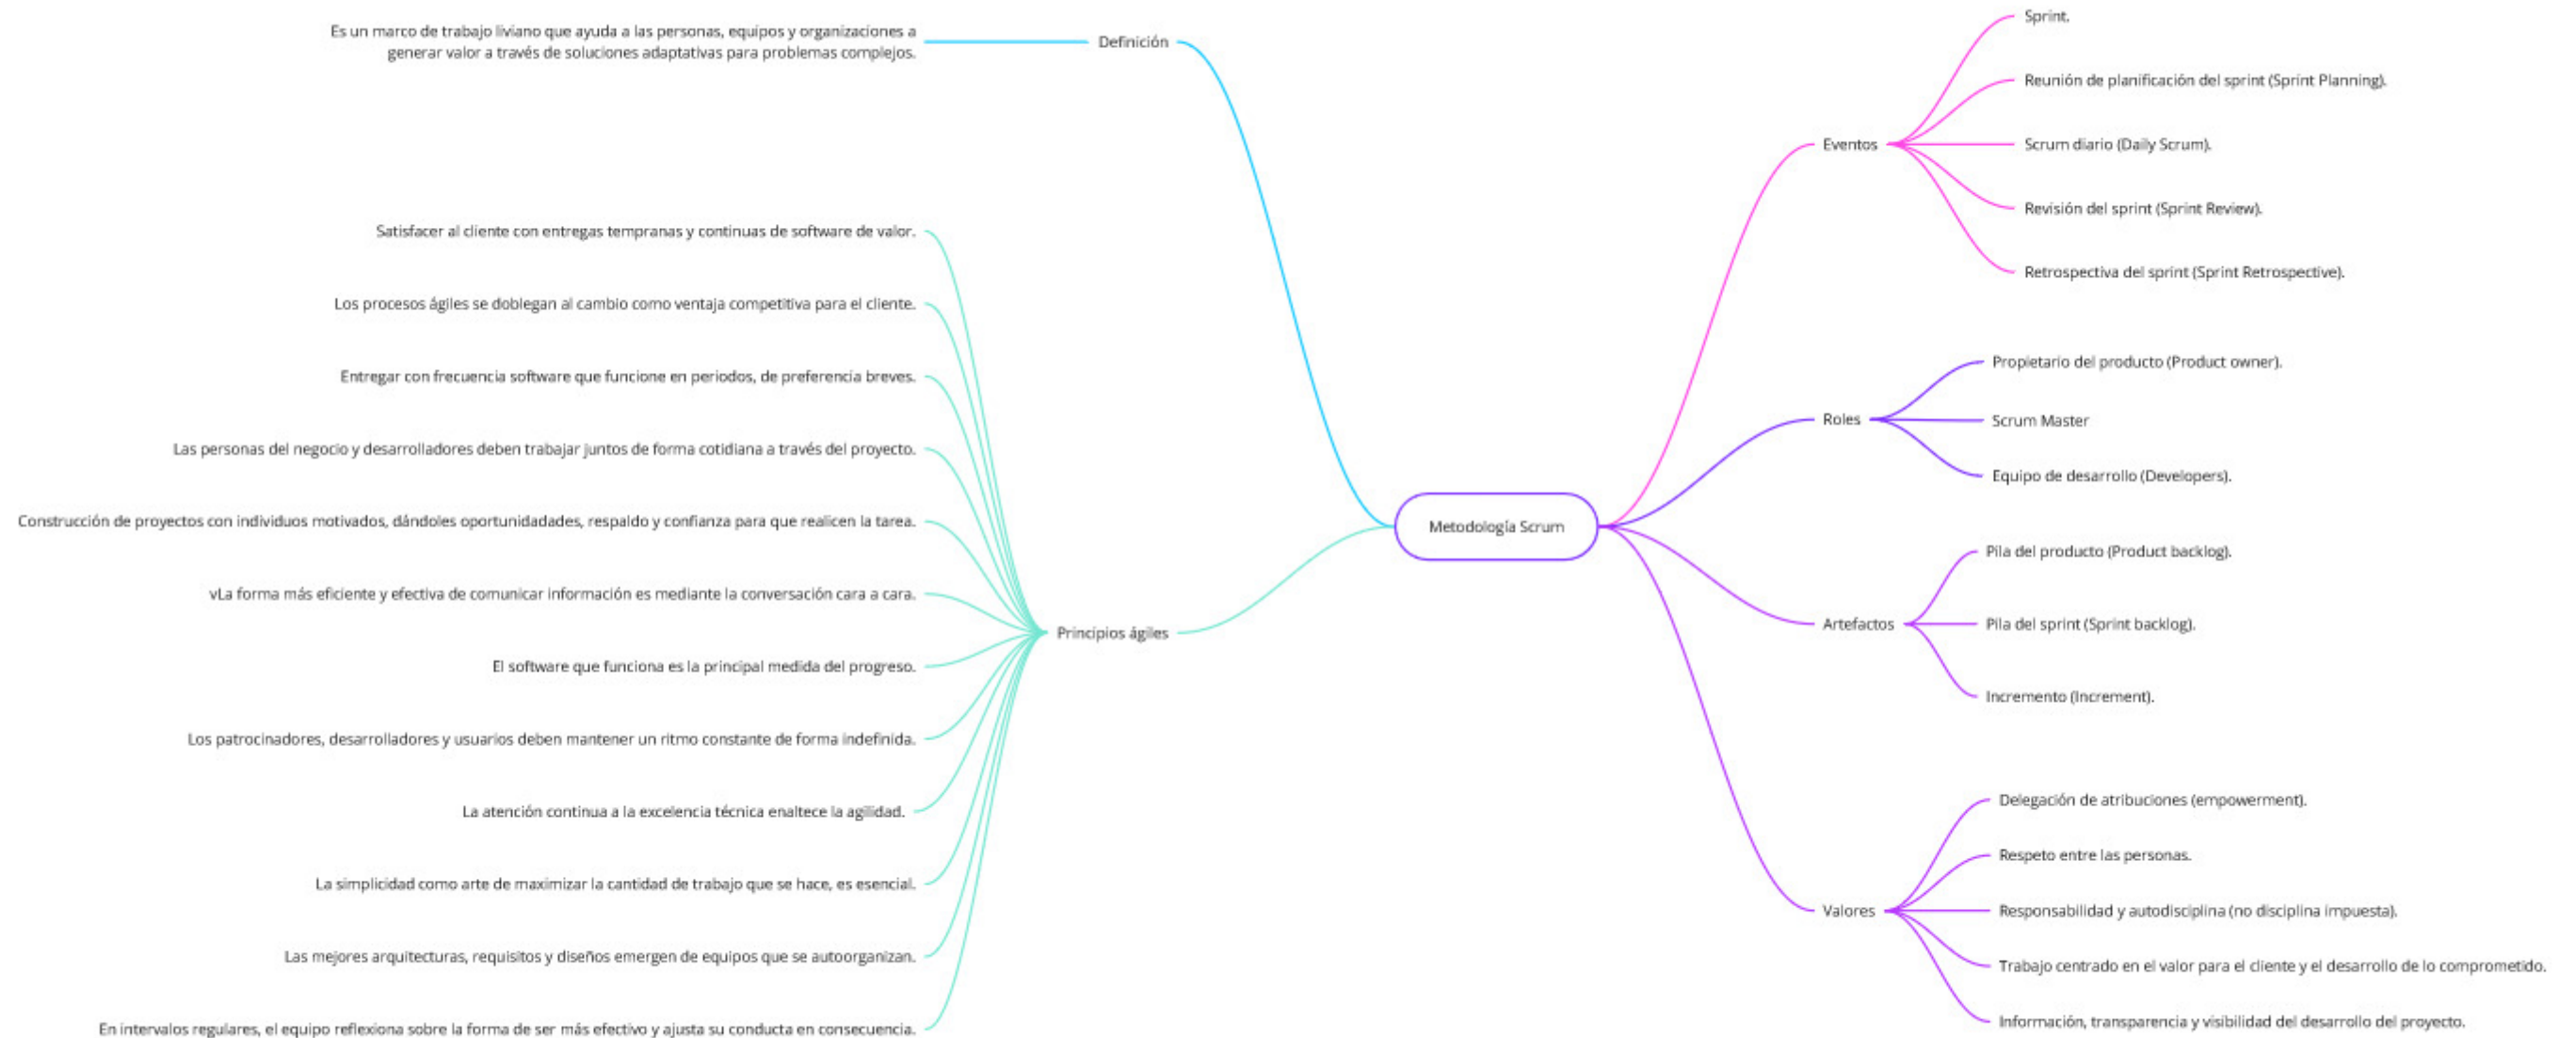 Es un marco de trabajo liviano que ayuda a las personas, equipos y organizaciones a
generar valor a través de soluciones adaptativas para problemas complejos.
Definición
Satisfacer al cliente con entregas tempranas y continuas de software de valor.
Los procesos ágiles se doblegan al cambio como ventaja competitiva para el cliente.
Entregar con frecuencia software que funcione en periodos, de preferencia breves.
Las personas del negocio y desarrolladores deben trabajar juntos de forma cotidiana a través del proyecto.
Construcción de proyectos con individuos motivados, dándoles oportunidadades, respaldo y confianza para que realicen la tarea.
vLa forma más eficiente y efectiva de comunicar información es mediante la conversación cara a cara.
El software que funciona es la principal medida del progreso.
Los patrocinadores, desarrolladores y usuarios deben mantener un ritmo constante de forma indefinida.
La atención continua a la excelencia técnica enaltece la agilidad.
La simplicidad como arte de maximizar la cantidad de trabajo que se hace, es esencial.
Las mejores arquitecturas, requisitos y diseños emergen de equipos que se autoorganizan.
En intervalos regulares, el equipo reflexiona sobre la forma de ser más efectivo y ajusta su conducta en consecuencia.
Principios ágiles
Metodología Scrum
Eventos
Sprint.
Reunión de planificación del sprint (Sprint Planning).
Scrum diario (Daily Scrum).
Revisión del sprint (Sprint Review).
Retrospectiva del sprint (Sprint Retrospective).
Roles
Propietario del producto (Product owner).
Scrum Master
Equipo de desarrollo (Developers).
Artefactos
Pila del producto (Product backlog).
Pila del sprint (Sprint backlog).
Incremento (Increment).
Valores
Delegación de atribuciones (empowerment).
Respeto entre las personas.
Responsabilidad y autodisciplina (no disciplina impuesta).
Trabajo centrado en el valor para el cliente y el desarrollo de lo comprometido.
Información, transparencia y visibilidad del desarrollo del proyecto.